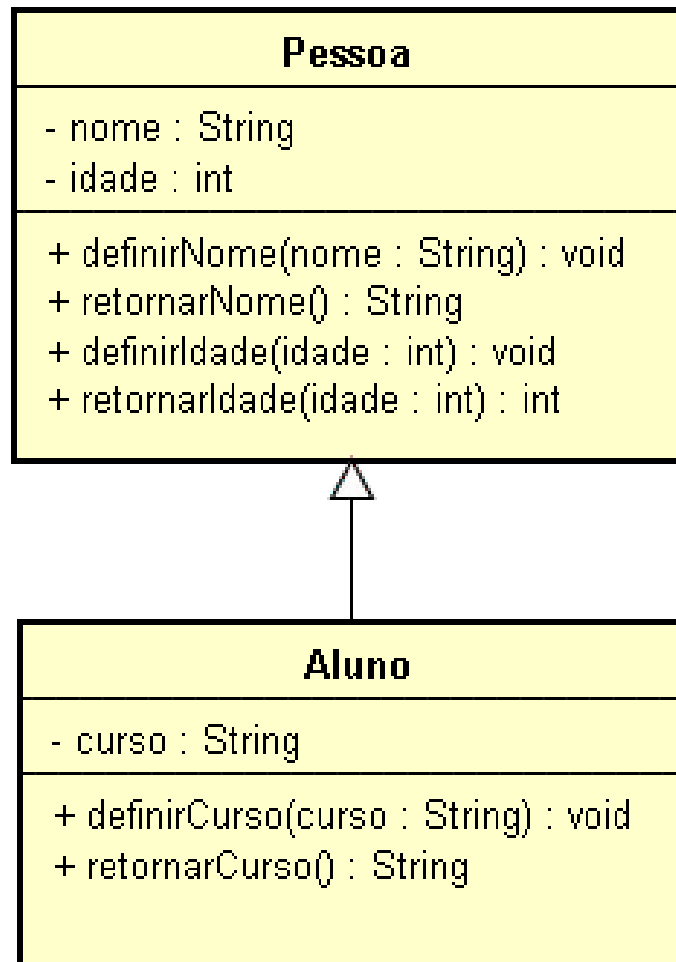 Pessoa
- nome : String
- idade : int
+ definirNome(nome : String) : void
+ retornarNome() : String
+ definirIdade(idade : int) : void
+ retornarIdade(idade : int) : int
Aluno
- curso : String
+ definirCurso(curso : String) : void
+ retornarCurso() : String